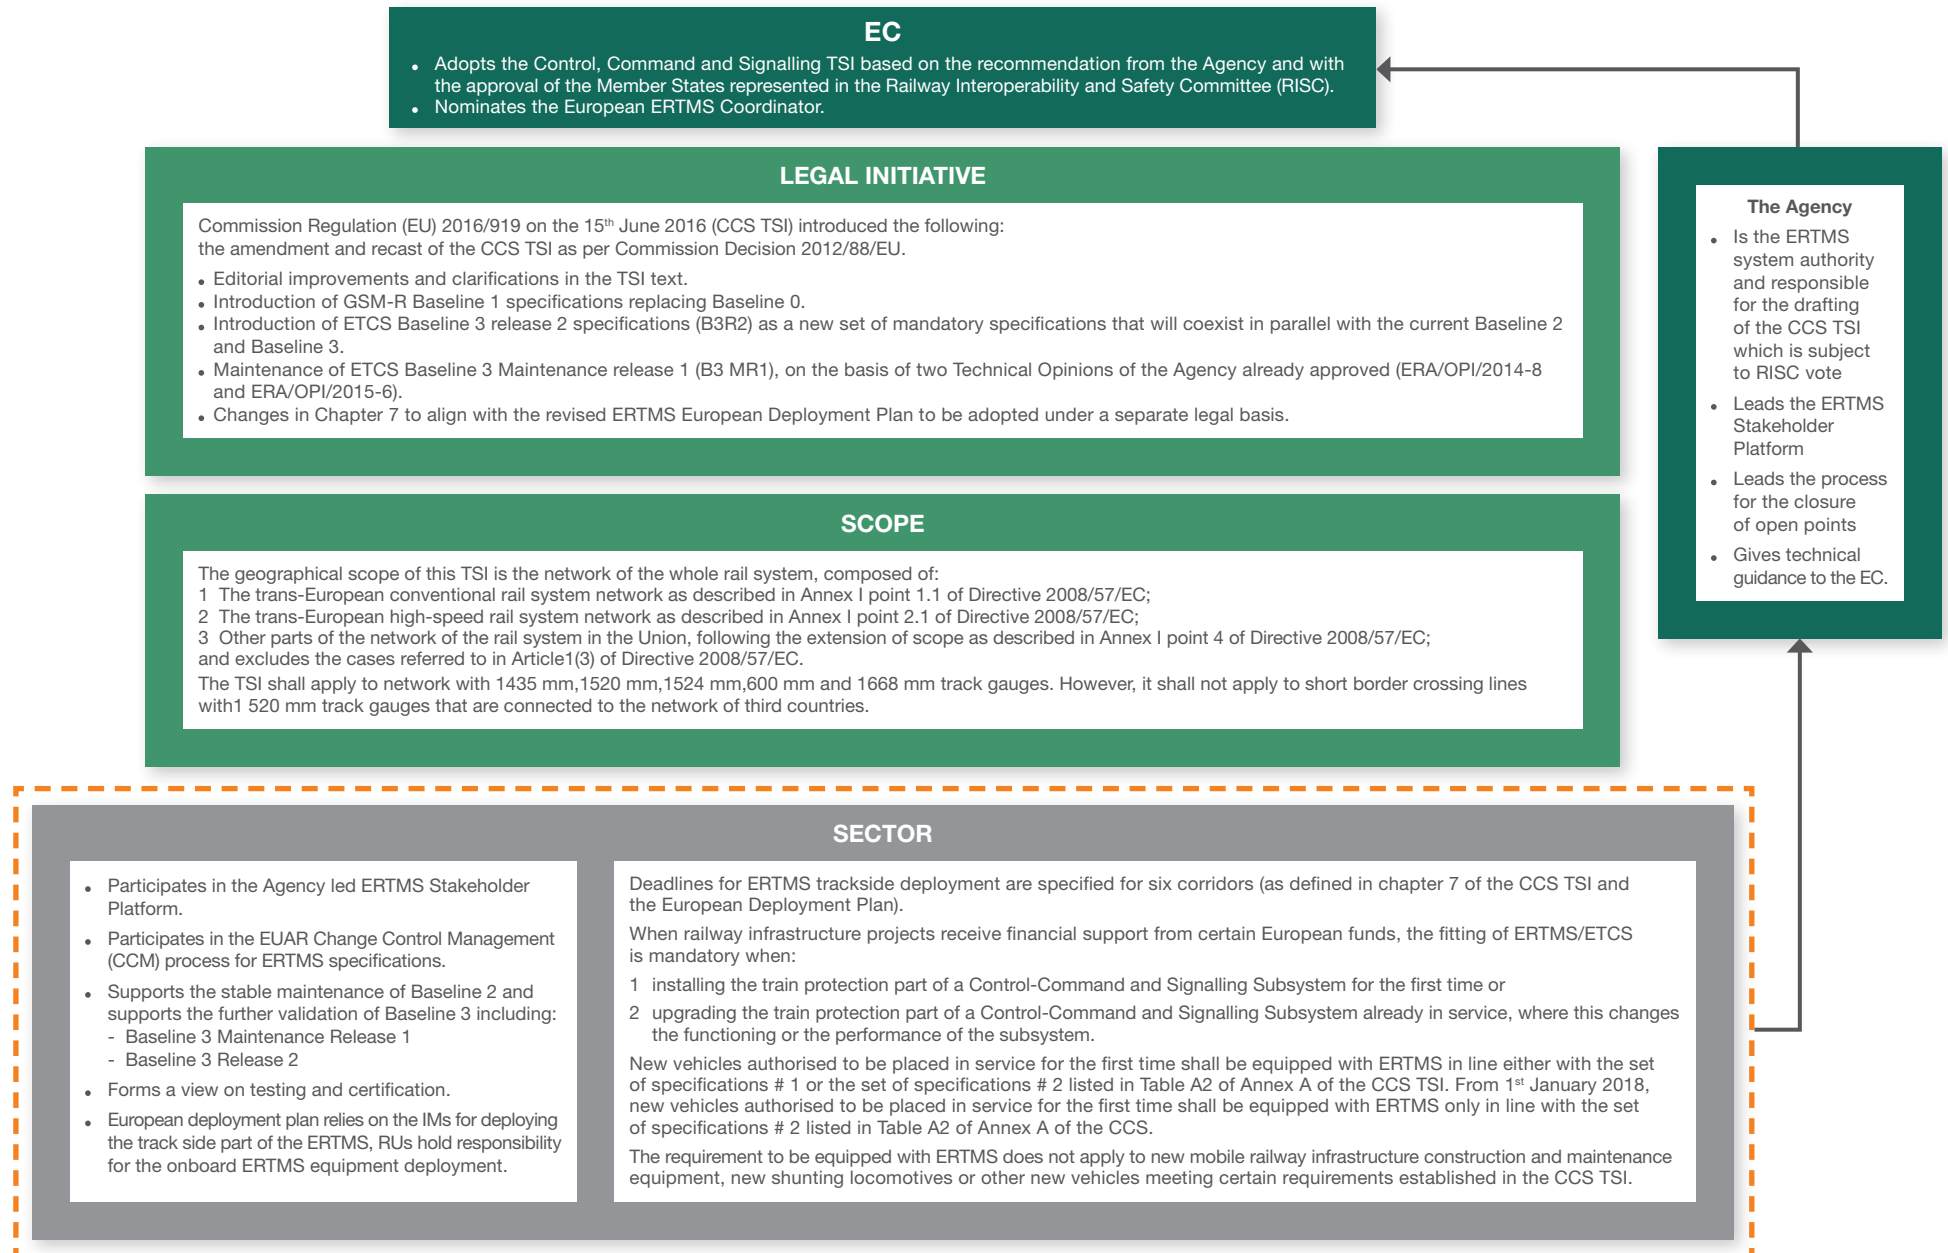 EC
• Adopts the Control, Command and Signalling TSI based on the recommendation from the Agency and with
the approval of the Member States represented in the Railway Interoperability and Safety Committee (RISC).
• Nominates the European ERTMS Coordinator.
LEGAL INITIATIVE
Commission Regulation (EU) 2016/919 on the 15th June 2016 (CCS TSI) introduced the following:
the amendment and recast of the CCS TSI as per Commission Decision 2012/88/EU.
• Editorial improvements and clarifications in the TSI text.
• Introduction of GSM-R Baseline 1 specifications replacing Baseline 0.
• Introduction of ETCS Baseline 3 release 2 specifications (B3R2) as a new set of mandatory specifications that will coexist in parallel with the current Baseline 2
and Baseline 3.
• Maintenance of ETCS Baseline 3 Maintenance release 1 (B3 MR1), on the basis of two Technical Opinions of the Agency already approved (ERA/OPI/2014-8
and ERA/OPI/2015-6).
• Changes in Chapter 7 to align with the revised ERTMS European Deployment Plan to be adopted under a separate legal basis.
The Agency
• Is the ERTMS
system authority
and responsible
for the drafting
of the CCS TSI
which is subject
to RISC vote
• Leads the ERTMS
Stakeholder
Platform
• Leads the process
for the closure
of open points
• Gives technical
guidance to the EC.
SCOPE
The geographical scope of this TSI is the network of the whole rail system, composed of:
1 The trans-European conventional rail system network as described in Annex I point 1.1 of Directive 2008/57/EC;
2 The trans-European high-speed rail system network as described in Annex I point 2.1 of Directive 2008/57/EC;
3 Other parts of the network of the rail system in the Union, following the extension of scope as described in Annex I point 4 of Directive 2008/57/EC;
and excludes the cases referred to in Article1(3) of Directive 2008/57/EC.
The TSI shall apply to network with 1435 mm,1520 mm,1524 mm,600 mm and 1668 mm track gauges. However, it shall not apply to short border crossing lines
with1 520 mm track gauges that are connected to the network of third countries.
SECTOR
• Participates in the Agency led ERTMS Stakeholder
Platform.
• Participates in the EUAR Change Control Management
(CCM) process for ERTMS specifications.
• Supports the stable maintenance of Baseline 2 and
supports the further validation of Baseline 3 including:
- Baseline 3 Maintenance Release 1
- Baseline 3 Release 2
• Forms a view on testing and certification.
• European deployment plan relies on the IMs for deploying
the track side part of the ERTMS, RUs hold responsibility
for the onboard ERTMS equipment deployment.
Deadlines for ERTMS trackside deployment are specified for six corridors (as defined in chapter 7 of the CCS TSI and
the European Deployment Plan).
When railway infrastructure projects receive financial support from certain European funds, the fitting of ERTMS/ETCS
is mandatory when:
1 installing the train protection part of a Control-Command and Signalling Subsystem for the first time or
2 upgrading the train protection part of a Control-Command and Signalling Subsystem already in service, where this changes
the functioning or the performance of the subsystem.
New vehicles authorised to be placed in service for the first time shall be equipped with ERTMS in line either with the set
of specifications # 1 or the set of specifications # 2 listed in Table A2 of Annex A of the CCS TSI. From 1st January 2018,
new vehicles authorised to be placed in service for the first time shall be equipped with ERTMS only in line with the set
of specifications # 2 listed in Table A2 of Annex A of the CCS.
The requirement to be equipped with ERTMS does not apply to new mobile railway infrastructure construction and maintenance
equipment, new shunting locomotives or other new vehicles meeting certain requirements established in the CCS TSI.